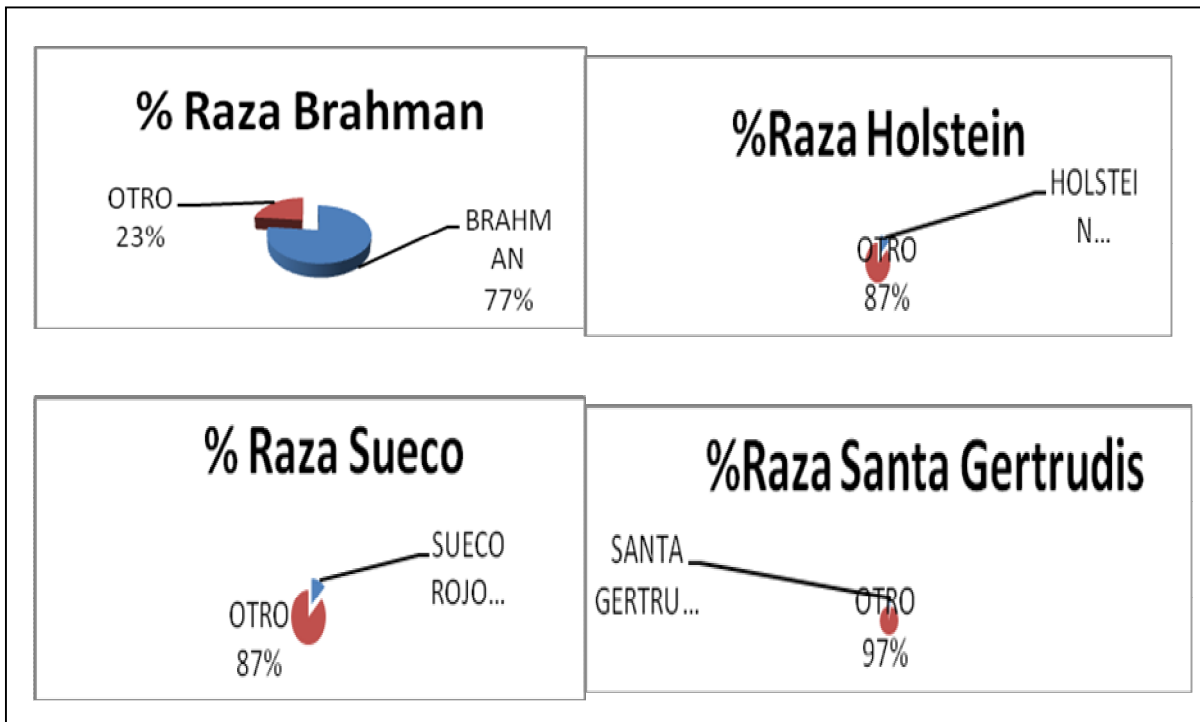 % Raza Brahman
OTRO
23%
BRAHM
AN
77%
%Raza Holstein
HOLSTEI
N...
OTRO
87%
% Raza Sueco
SUECO
ROJO...
OTRO
87%
%Raza Santa Gertrudis
SANTA
GERTRU...
OTRO
97%